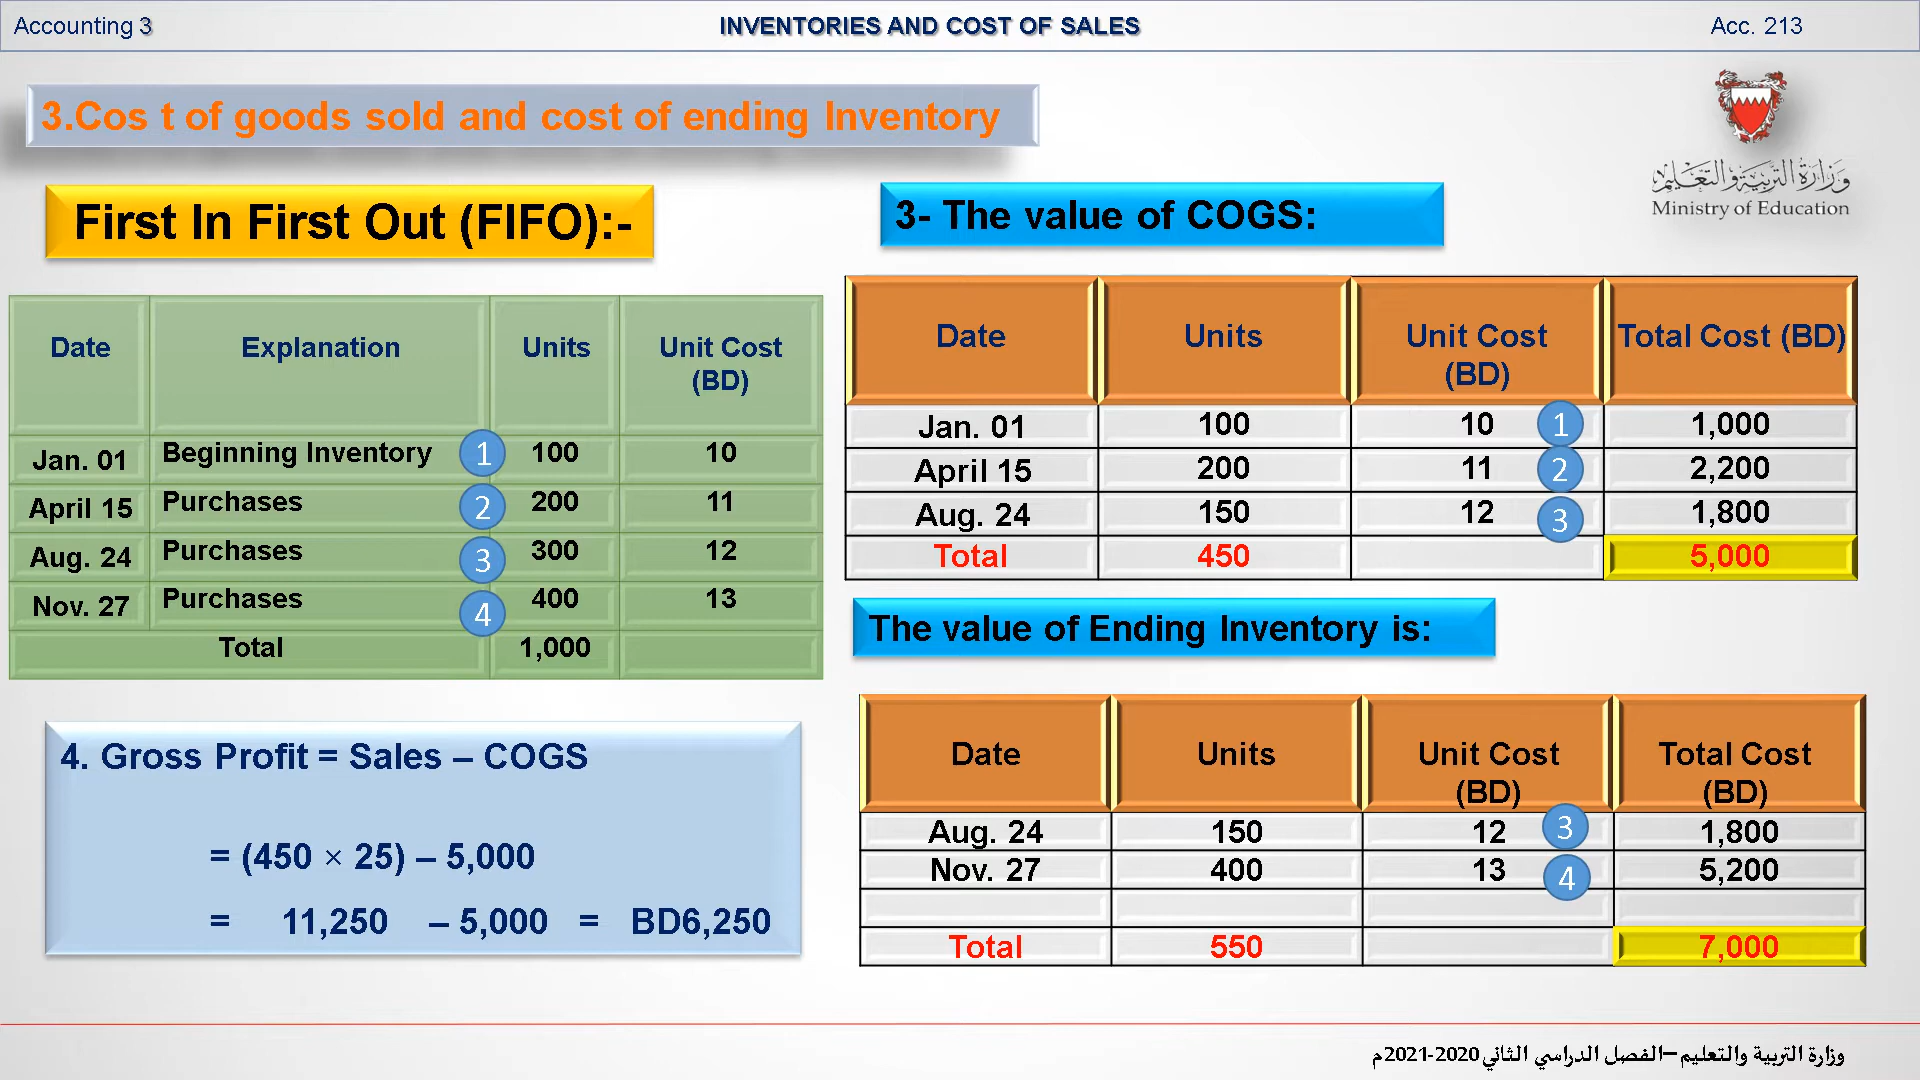 Accounting 3 INVENTORIES AND COST OF SALES Acc. 213
3.Cos t of goods sold and cost of ending Inventory
وزارة التربية والتعليم
Ministry of Education
First In First Out (FIFO):-
Date Explanation Units Unit Cost (BD)
Jan. 01 Beginning Inventory 1 100 10
April 15 Purchases 2 200 11
Aug. 24 Purchases 3 300 12
Nov. 27 Purchases 4 400 13
Total 1,000
4. Gross Profit = Sales – COGS
= (450 × 25) – 5,000
= 11,250 – 5,000 = BD6,250
3- The value of COGS:
Date Units Unit Cost (BD) Total Cost (BD)
Jan. 01 100 10 1 1,000
April 15 200 11 2 2,200
Aug. 24 150 12 3 1,800
Total 450 5,000
The value of Ending Inventory is:
Date Units Unit Cost (BD) Total Cost (BD)
Aug. 24 150 12 3 1,800
Nov. 27 400 13 4 5,200
Total 550 7,000
وزارة التربية والتعليم – الفصل الدراسي الثاني 2020-2021م